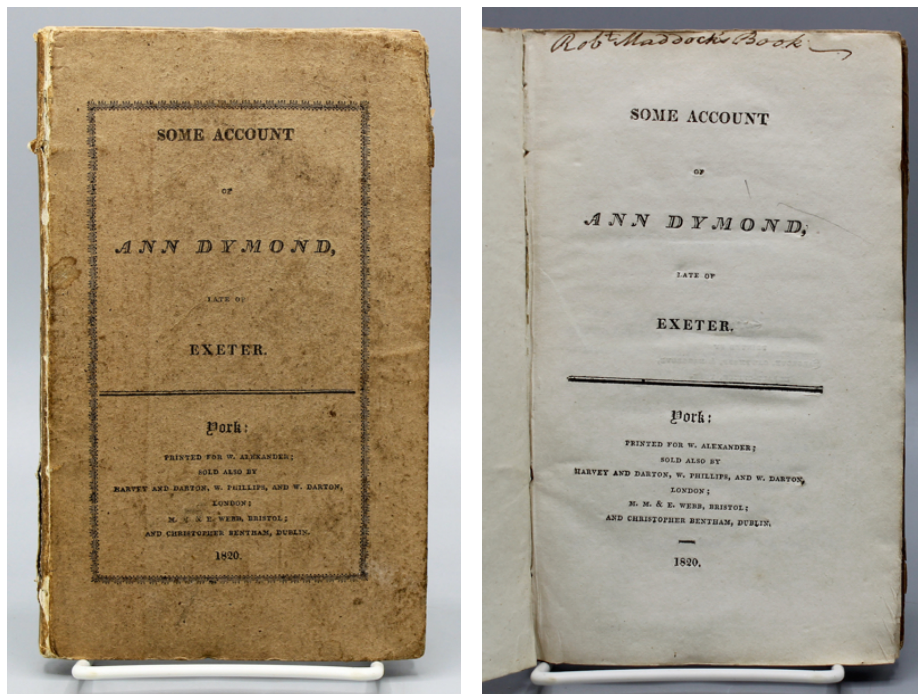 SOME ACCOUNT
OF
ANN DYMOND,
LATE OF
EXETER.
York:
PRINTED FOR W. ALEXANDER;
SOLD ALSO BY
HARVEY AND DARTON, W. PHILLIPS, AND W. DARTON,
LONDON;
M. M. & E. WEBB, BRISTOL;
AND CHRISTOPHER BENTHAM, DUBLIN.
1820.
Robt Maddock's Book
SOME ACCOUNT
OF
ANN DYMOND,
LATE OF
EXETER.
York:
PRINTED FOR W. ALEXANDER;
SOLD ALSO BY
HARVEY AND DARTON, W. PHILLIPS, AND W. DARTON,
LONDON;
M. M. & E. WEBB, BRISTOL;
AND CHRISTOPHER BENTHAM, DUBLIN.
1820.